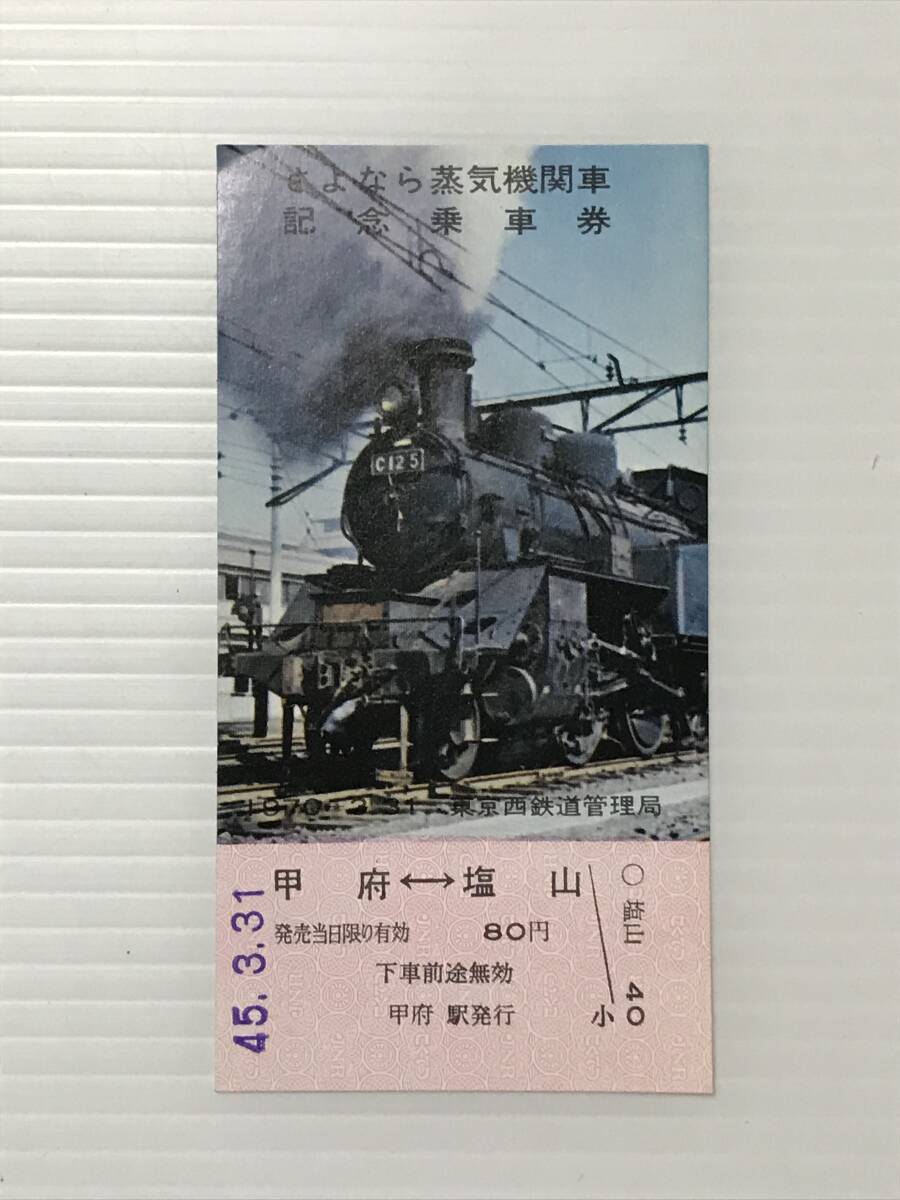 さよなら蒸気機関車
記念乗車券
C12 5
1970.3.31 東京西鉄道管理局
甲府↔塩山
発売当日限り有効 80円
下車前途無効
甲府 駅発行
45.3.31
○塩山
小 40